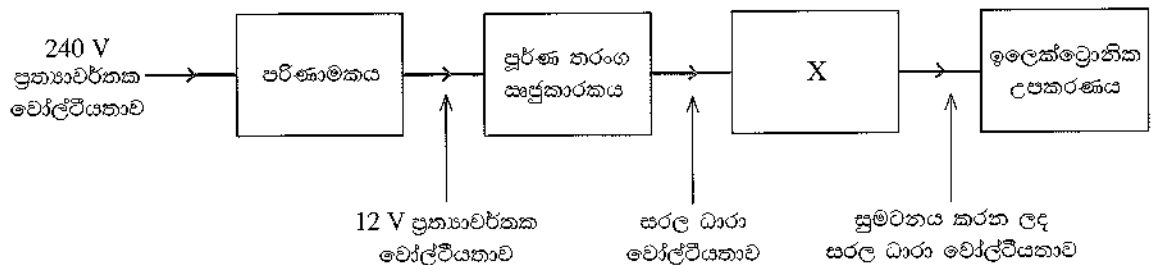 240 V
ප්‍රත්‍යාවර්තක
වෝල්ටීයතාව
පරිණාමකය
පූර්ණ තරංග
ඍජුකාරකය
X
ඉලෙක්ට්‍රොනික
උපකරණය
12 V ප්‍රත්‍යාවර්තක
වෝල්ටීයතාව
සරල ධාරා
වෝල්ටීයතාව
සුමටනය කරන ලද
සරල ධාරා වෝල්ටීයතාව